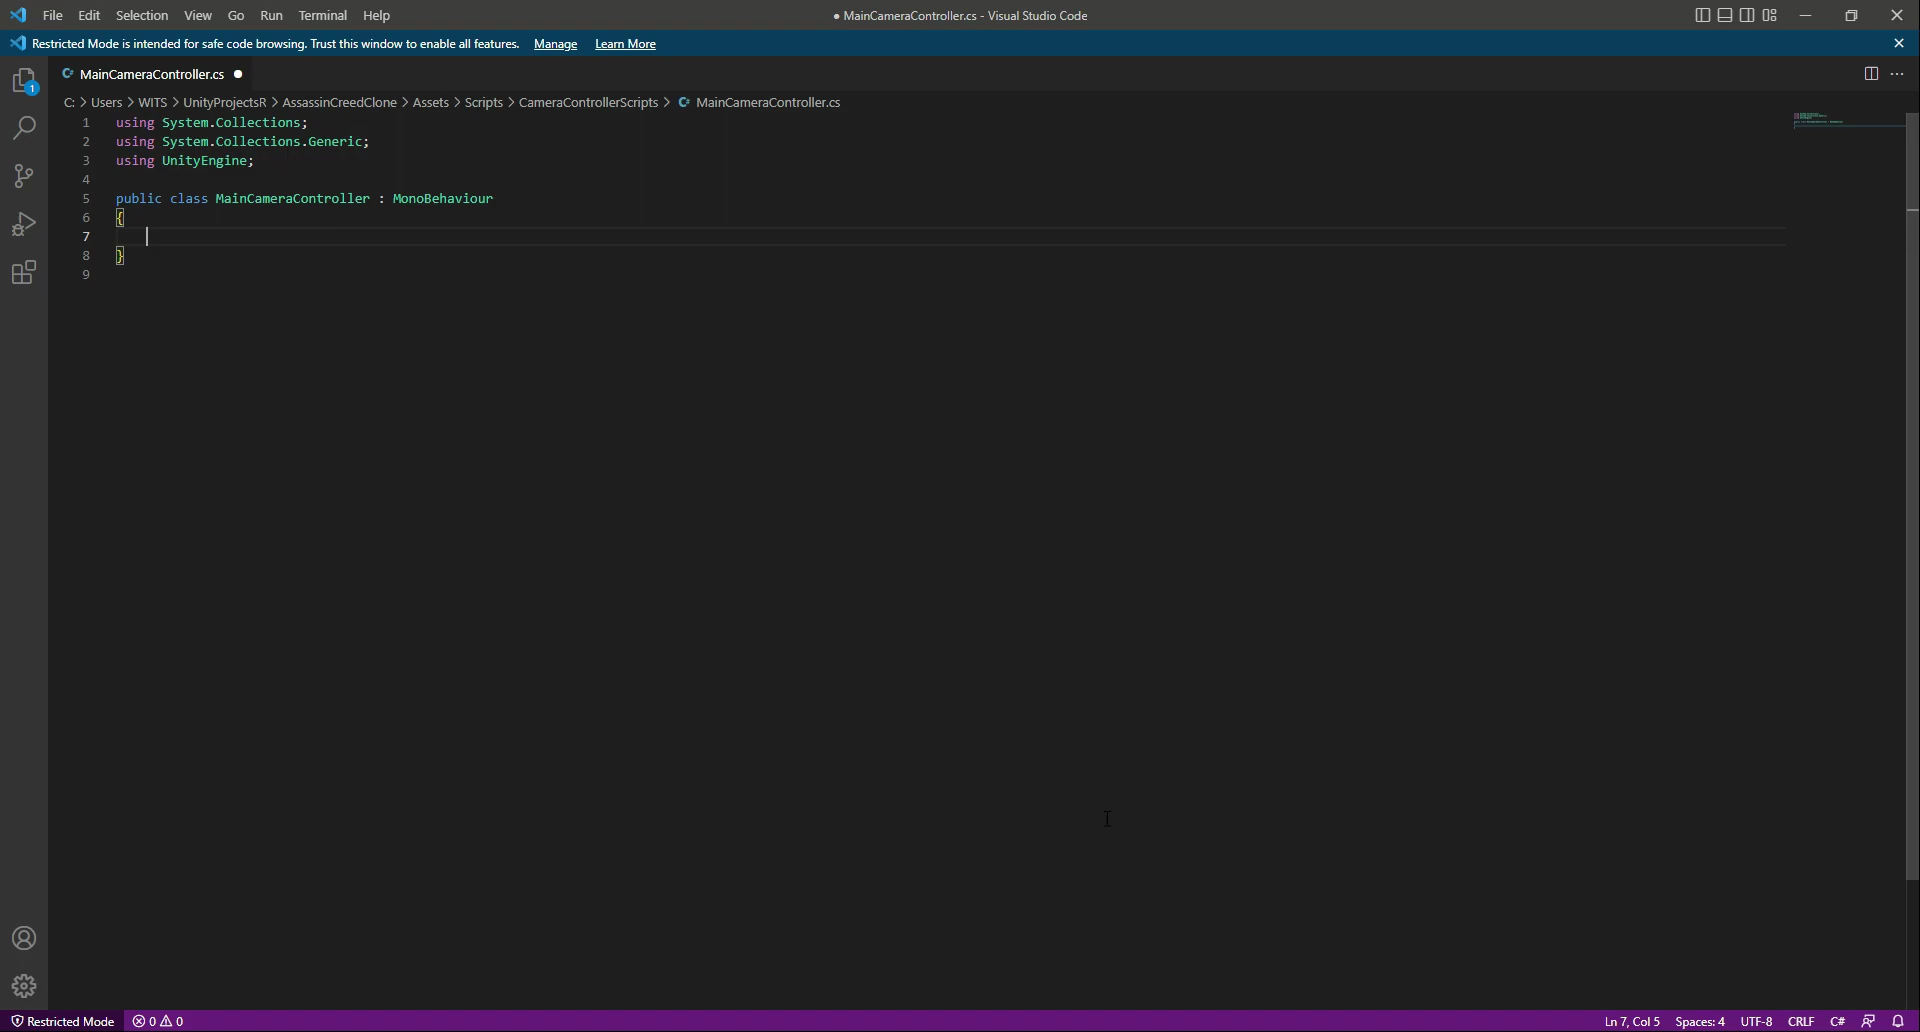 File Edit Selection View Go Run Terminal Help ● MainCameraController.cs - Visual Studio Code
Restricted Mode is intended for safe code browsing. Trust this window to enable all features. Manage Learn More
1
C# MainCameraController.cs ●
C: > Users > WITS > UnityProjectsR > AssassinCreedClone > Assets > Scripts > CameraControllerScripts > C# MainCameraController.cs
1 using System.Collections;
2 using System.Collections.Generic;
3 using UnityEngine;
4
5 public class MainCameraController : MonoBehaviour
6 {
7
8 }
9
Restricted Mode 0 0 Ln 7, Col 5 Spaces: 4 UTF-8 CRLF C#